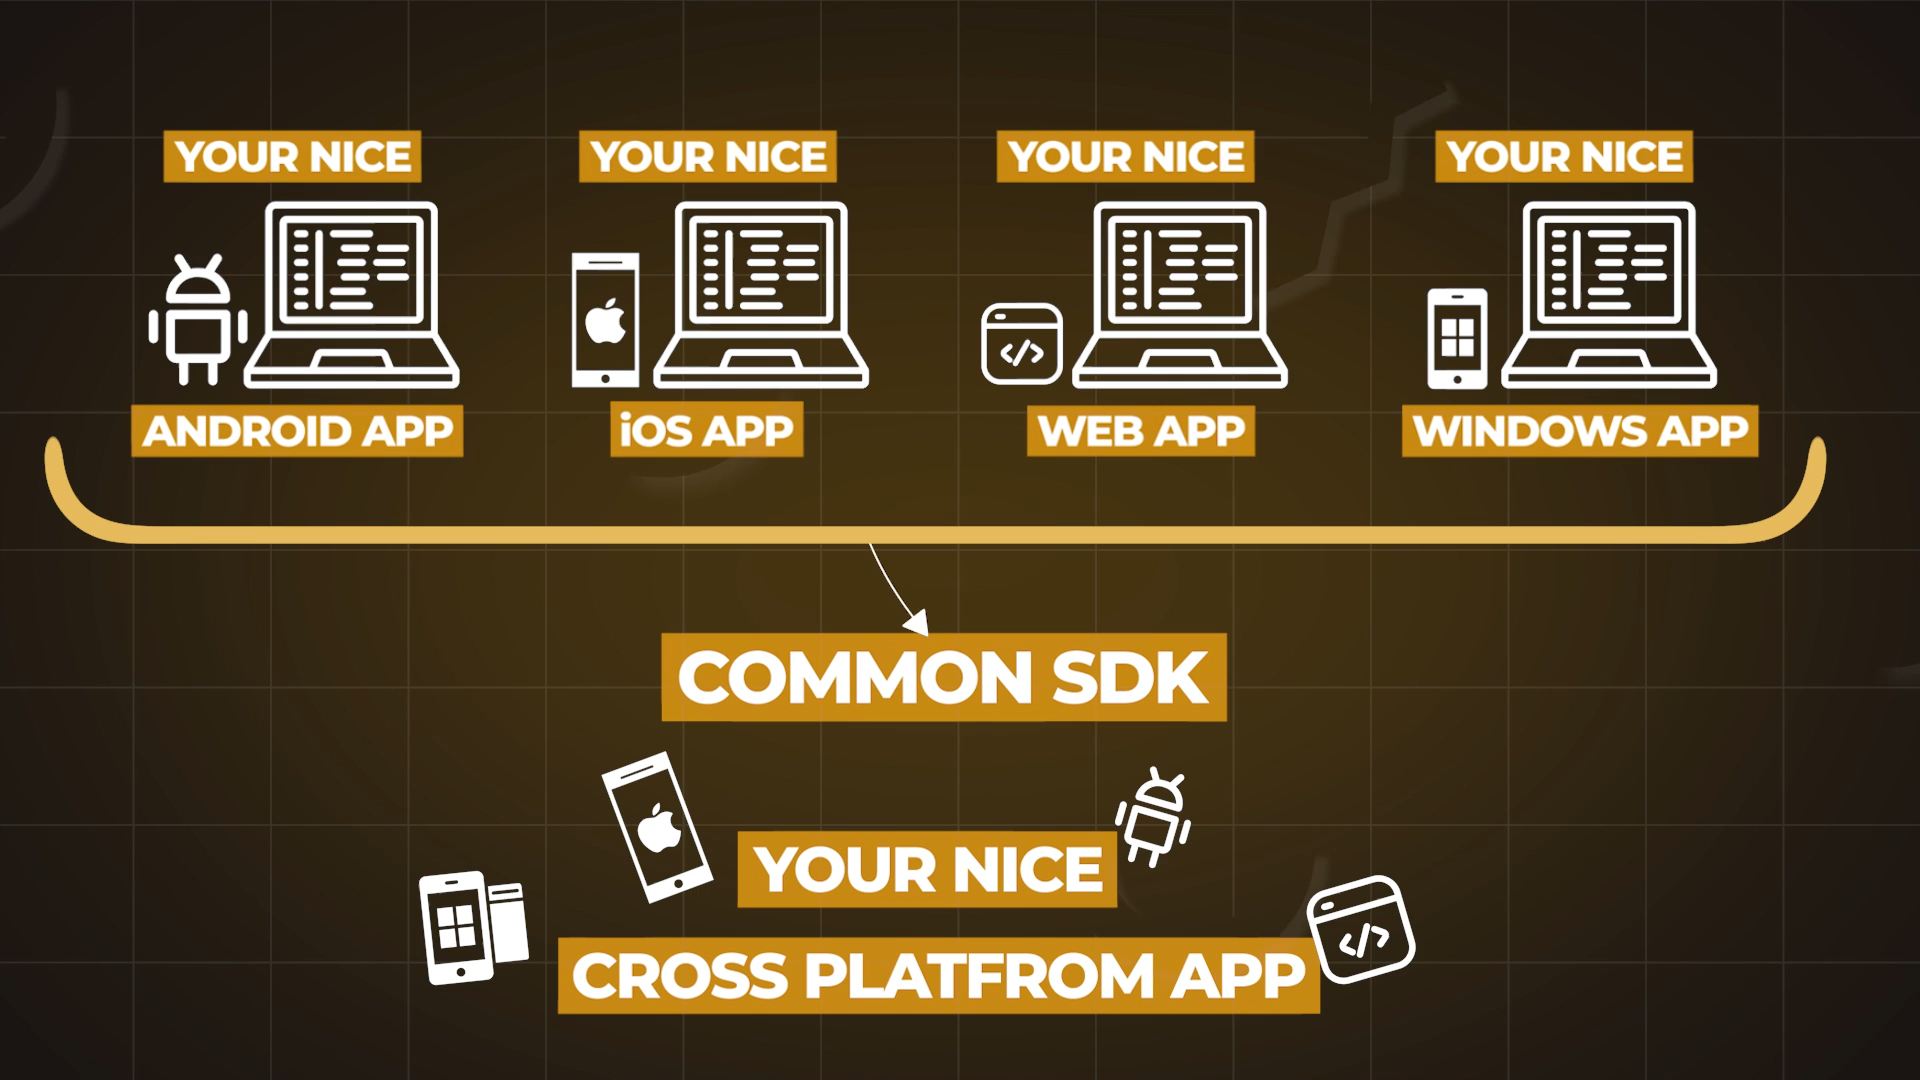 YOUR NICE
ANDROID APP
YOUR NICE
iOS APP
YOUR NICE
</>
WEB APP
YOUR NICE
WINDOWS APP
COMMON SDK
YOUR NICE
CROSS PLATFROM APP
</>